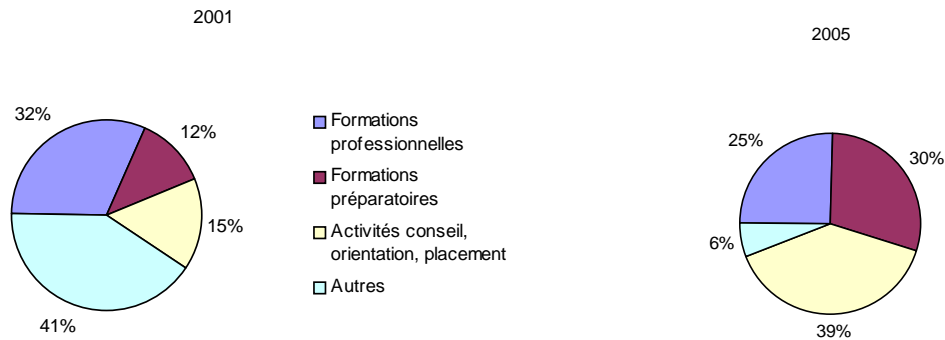 2001
2005
32%
12%
15%
41%
Formations
professionnelles
Formations
préparatoires
Activités conseil,
orientation, placement
Autres
25%
30%
6%
39%